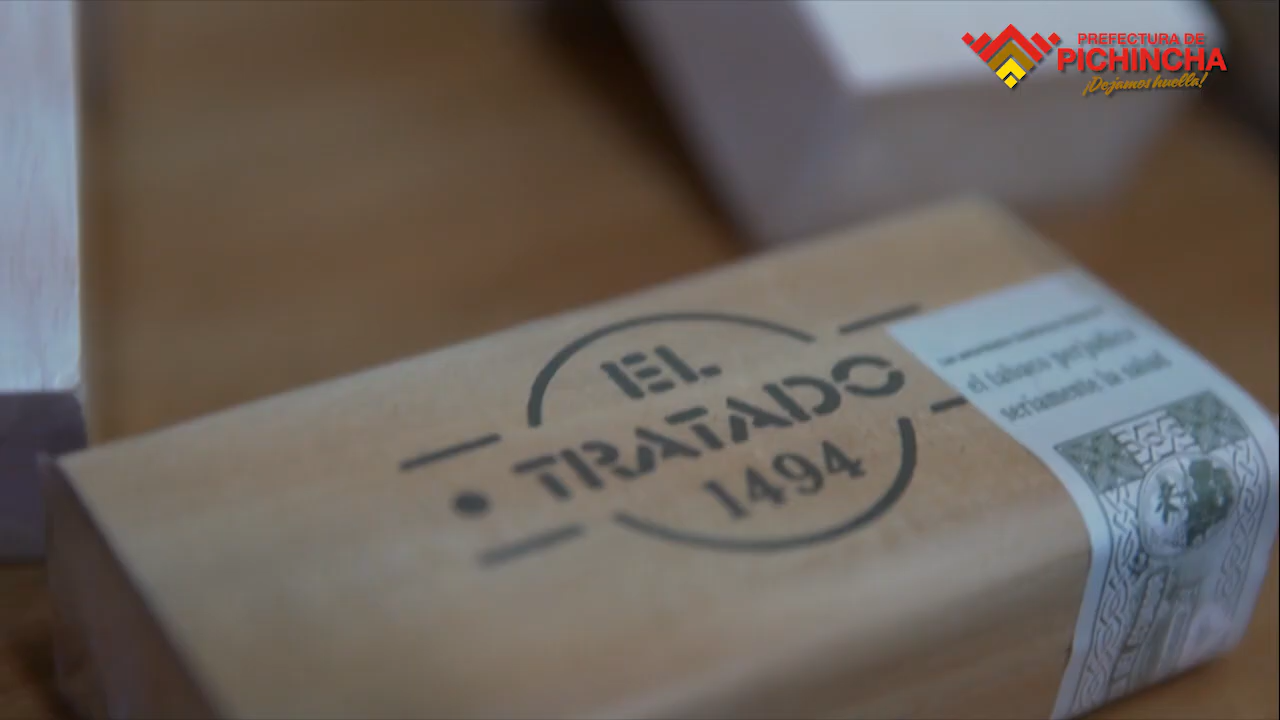 PREFECTURA DE
PICHINCHA
¡Dejamos huella!
EL
TRATADO
1494
el tabaco perjudica
seriamente la salud